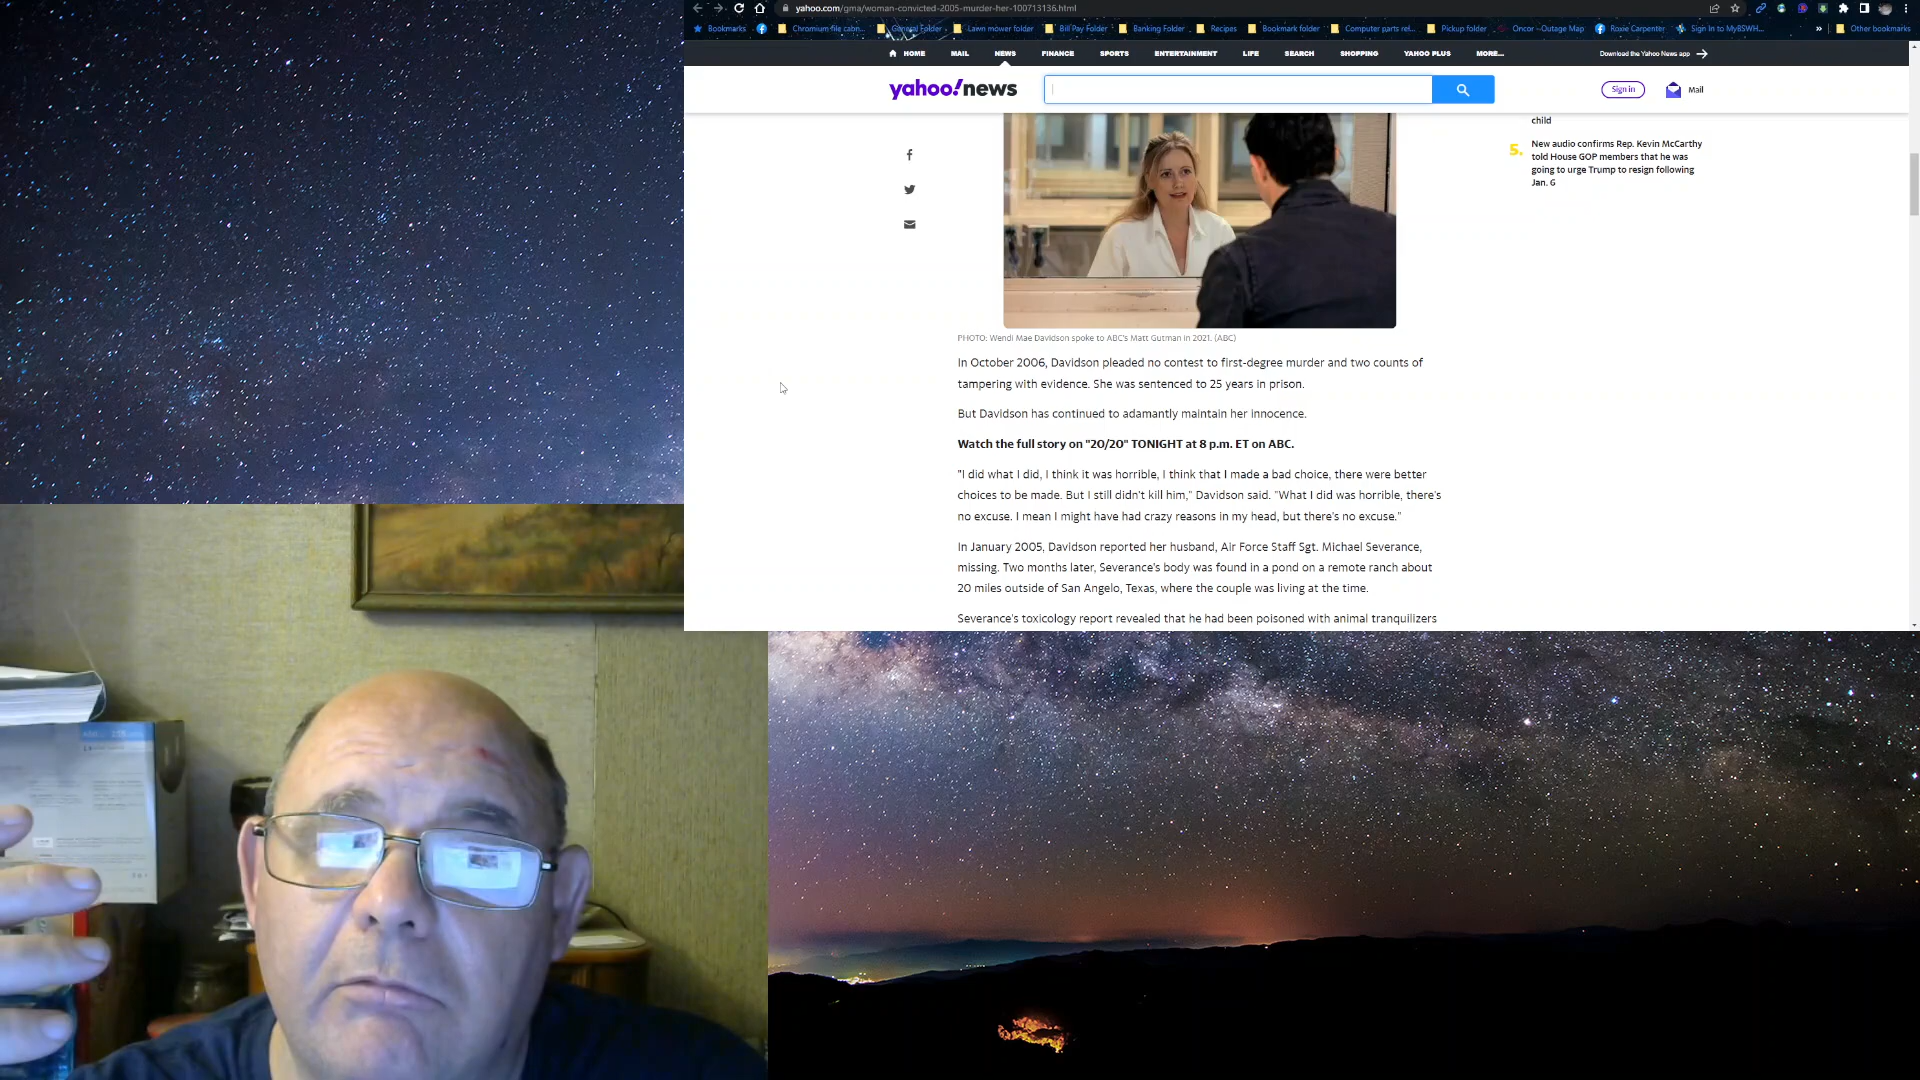 yahoo.com/gma/woman-convicted-2005-murder-her-100713136.html
Bookmarks Chromium file cabn... General Folder Lawn mower folder Bill Pay Folder Banking Folder Recipes Bookmark folder Computer parts rel... Pickup folder Oncor - Outage Map Roxie Carpenter Sign In to MyBSWH... » Other bookmarks
HOME MAIL NEWS FINANCE SPORTS ENTERTAINMENT LIFE SEARCH SHOPPING YAHOO PLUS MORE... Download the Yahoo News app
yahoo!news Sign in Mail
child
5. New audio confirms Rep. Kevin McCarthy
told House GOP members that he was
going to urge Trump to resign following
Jan. 6
PHOTO: Wendi Mae Davidson spoke to ABC's Matt Gutman in 2021. (ABC)
In October 2006, Davidson pleaded no contest to first-degree murder and two counts of
tampering with evidence. She was sentenced to 25 years in prison.
But Davidson has continued to adamantly maintain her innocence.
Watch the full story on "20/20" TONIGHT at 8 p.m. ET on ABC.
"I did what I did, I think it was horrible, I think that I made a bad choice, there were better
choices to be made. But I still didn't kill him," Davidson said. "What I did was horrible, there's
no excuse. I mean I might have had crazy reasons in my head, but there's no excuse."
In January 2005, Davidson reported her husband, Air Force Staff Sgt. Michael Severance,
missing. Two months later, Severance's body was found in a pond on a remote ranch about
20 miles outside of San Angelo, Texas, where the couple was living at the time.
Severance's toxicology report revealed that he had been poisoned with animal tranquilizers